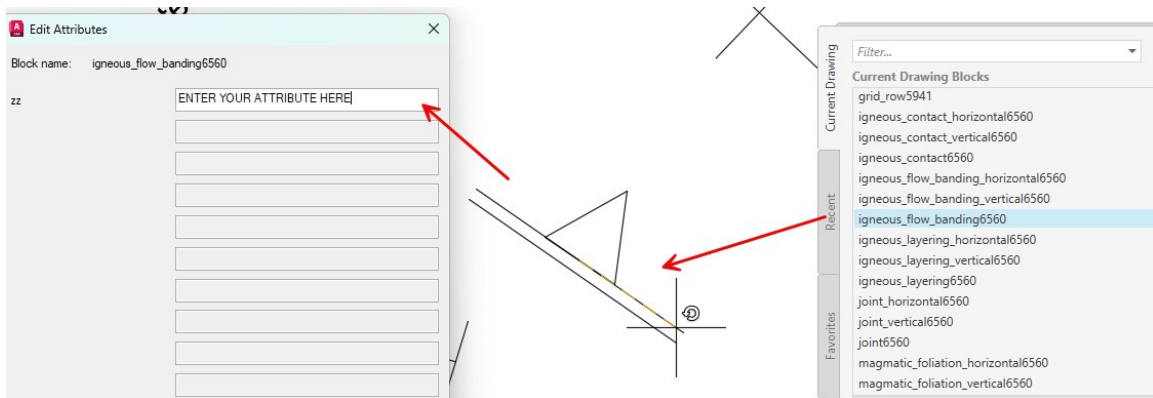 Edit Attributes
Block name: igneous_flow_banding6560
zz
ENTER YOUR ATTRIBUTE HERE
Current Drawing
Recent
Favorites
Filter...
Current Drawing Blocks
grid_row5941
igneous_contact_horizontal6560
igneous_contact_vertical6560
igneous_contact6560
igneous_flow_banding_horizontal6560
igneous_flow_banding_vertical6560
igneous_flow_banding6560
igneous_layering_horizontal6560
igneous_layering_vertical6560
igneous_layering6560
joint_horizontal6560
joint_vertical6560
joint6560
magmatic_foliation_horizontal6560
magmatic_foliation_vertical6560